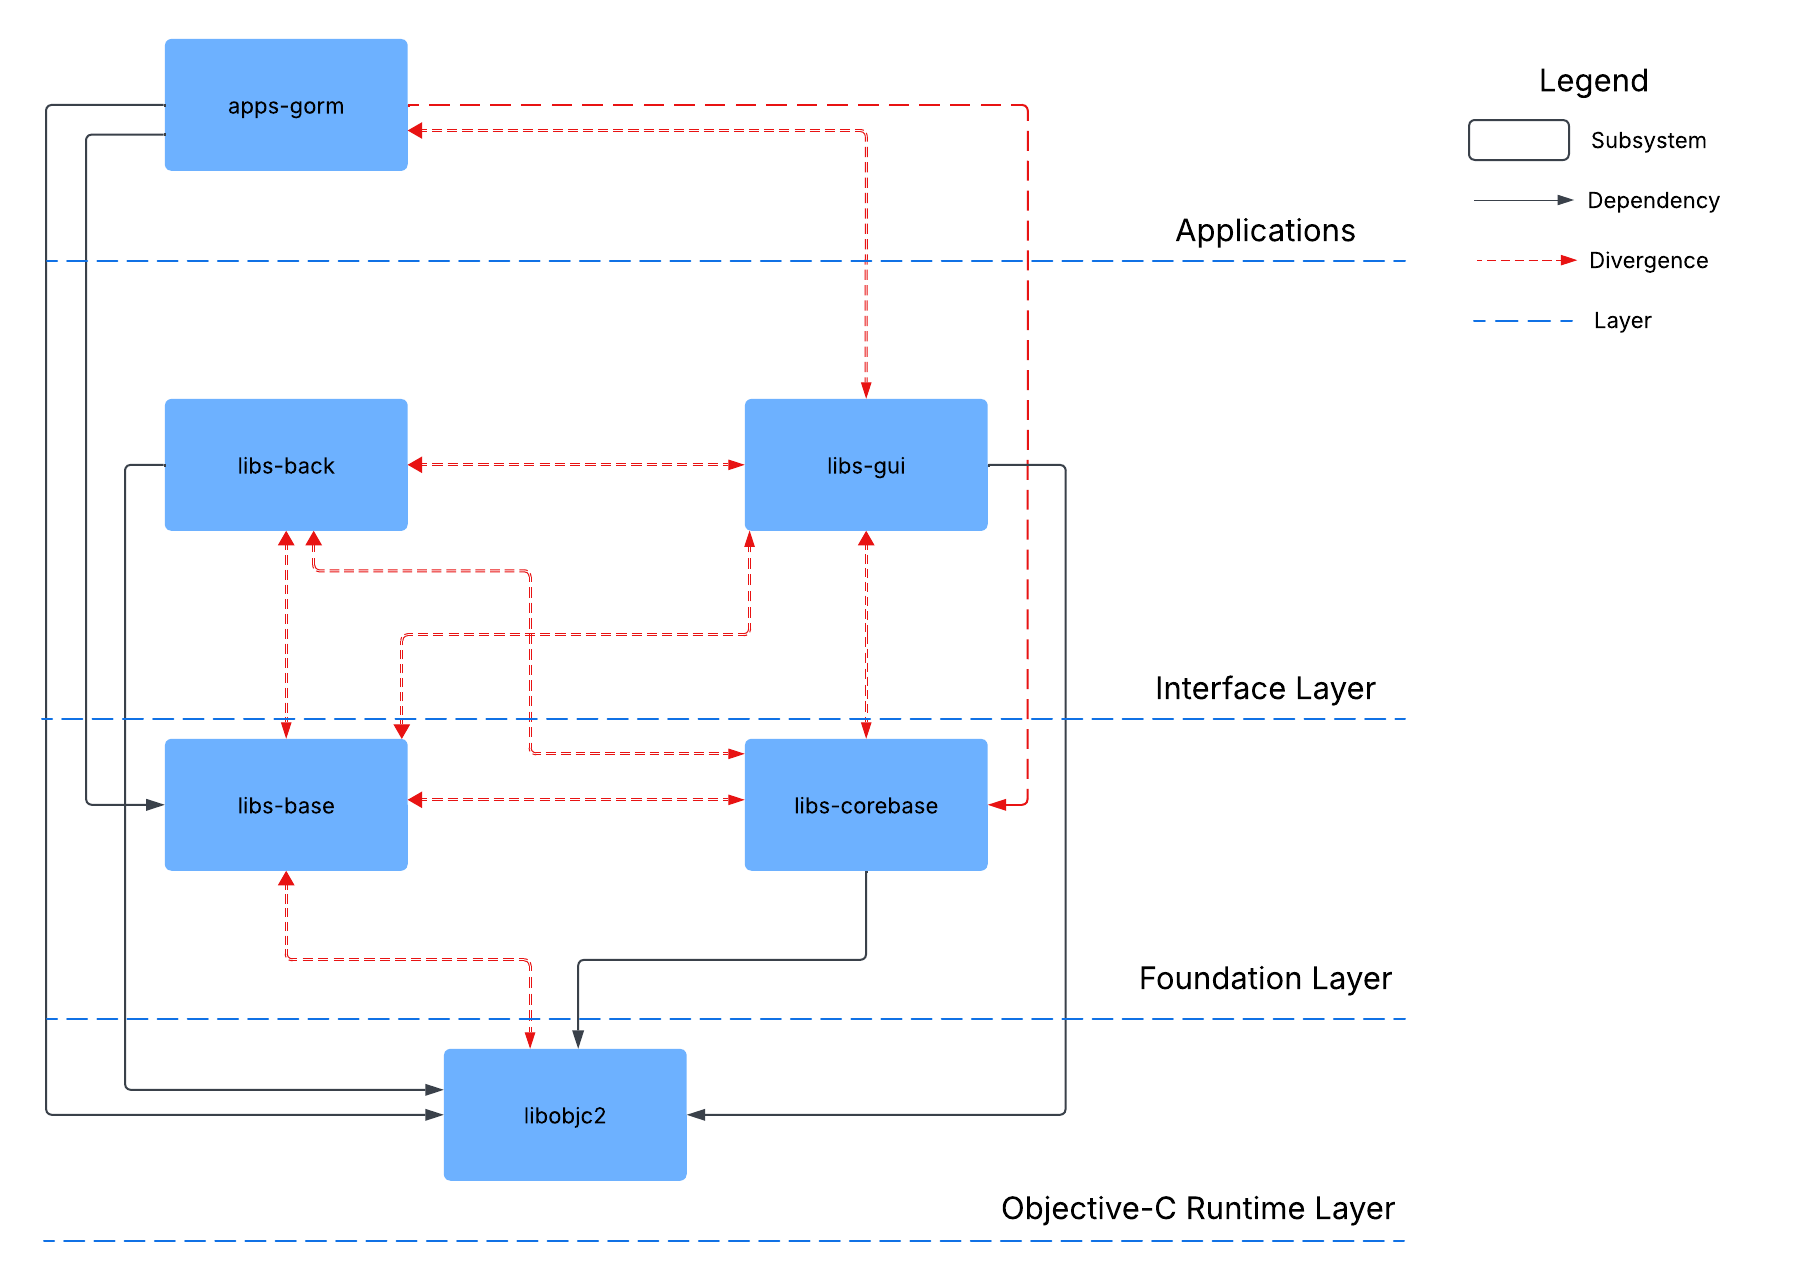 apps-gorm
Legend
Subsystem
Dependency
Applications
Divergence
Layer
libs-back
libs-gui
Interface Layer
libs-base
libs-corebase
Foundation Layer
libobjc2
Objective-C Runtime Layer